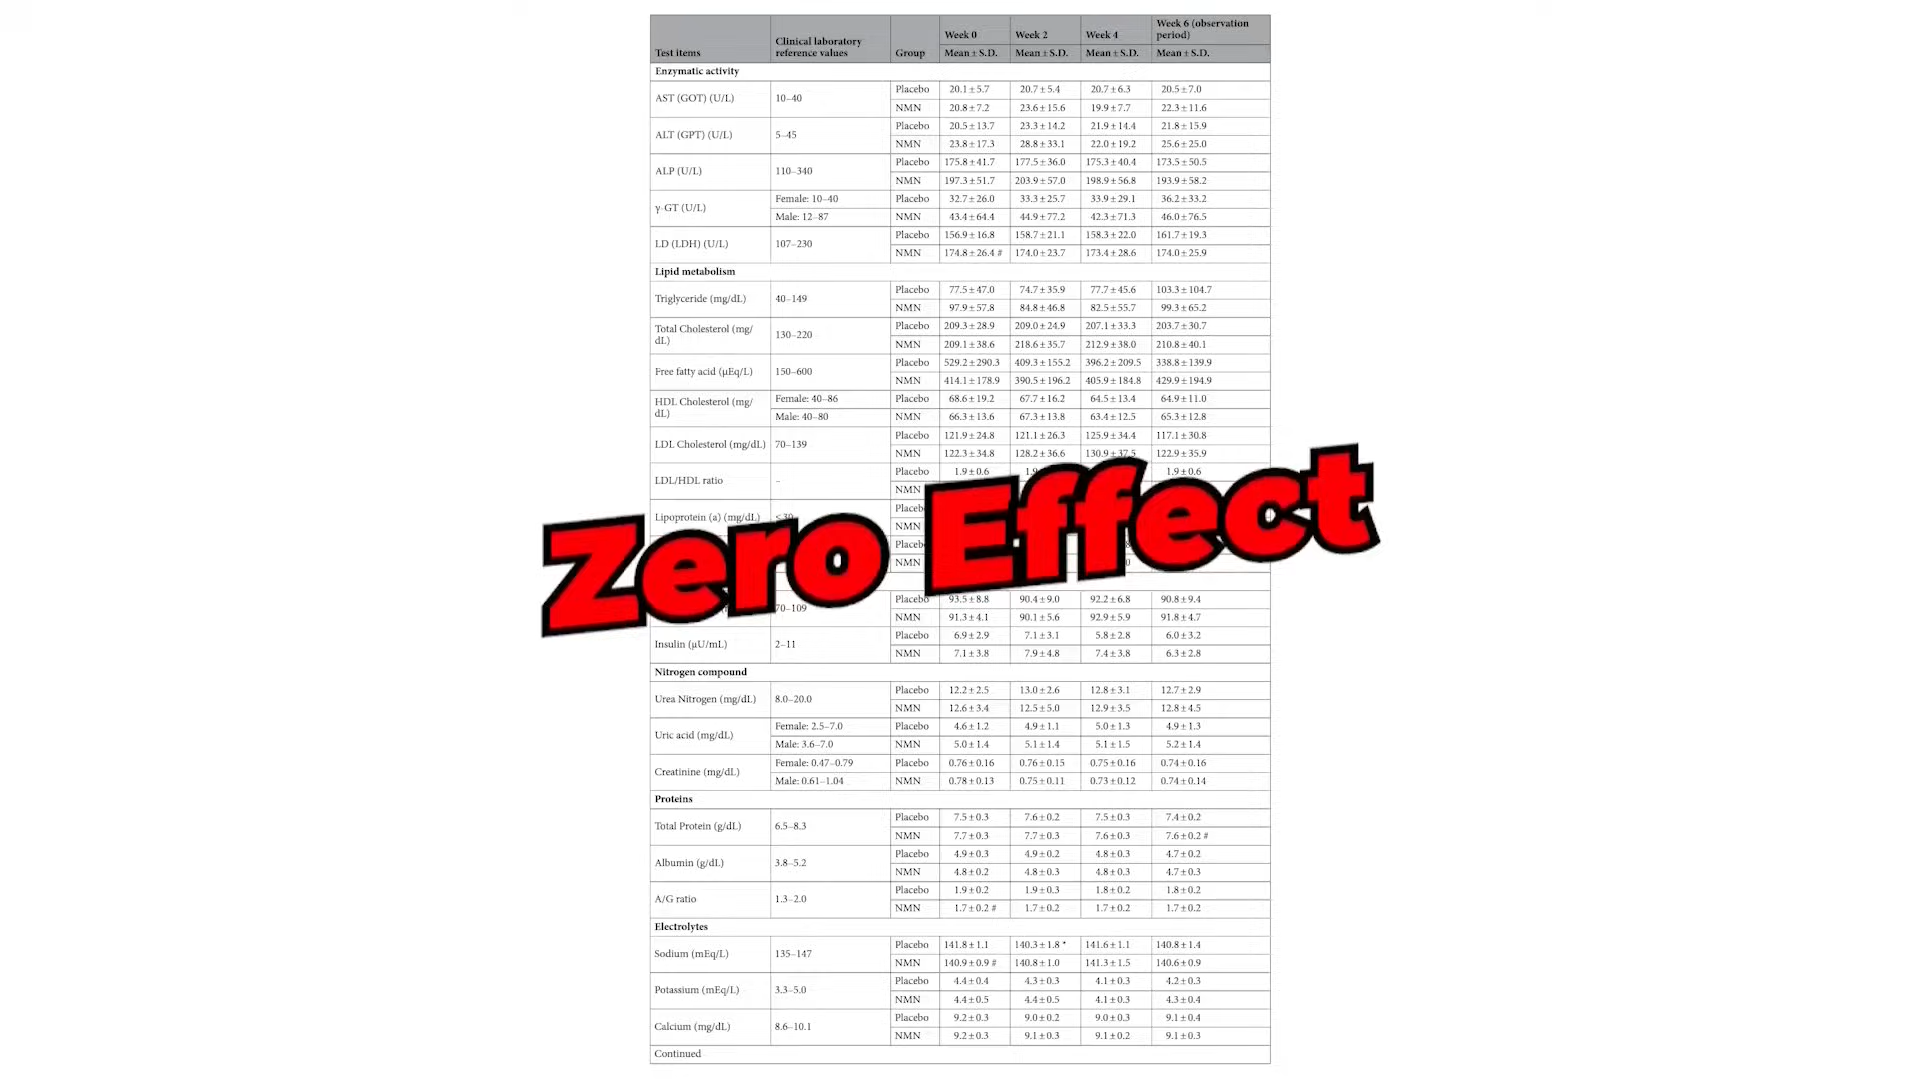 Test items Clinical laboratory reference values Group Week 0 Week 2 Week 4 Week 6 (observation period)
Mean ± S.D. Mean ± S.D. Mean ± S.D. Mean ± S.D.
Enzymatic activity
AST (GOT) (U/L) 10–40 Placebo 20.1 ± 5.7 20.7 ± 5.4 20.7 ± 6.3 20.5 ± 7.0
NMN 20.8 ± 7.2 23.6 ± 15.6 19.9 ± 7.7 22.3 ± 11.6
ALT (GPT) (U/L) 5–45 Placebo 20.5 ± 13.7 23.3 ± 14.2 21.9 ± 14.4 21.8 ± 15.9
NMN 23.8 ± 17.3 28.8 ± 33.1 22.0 ± 19.2 25.6 ± 25.0
ALP (U/L) 110–340 Placebo 175.8 ± 41.7 177.5 ± 36.0 175.3 ± 40.4 173.5 ± 50.5
NMN 197.3 ± 51.7 203.9 ± 57.0 198.9 ± 56.8 193.9 ± 58.2
γ-GT (U/L) Female: 10–40 Placebo 32.7 ± 26.0 33.3 ± 25.7 33.9 ± 29.1 36.2 ± 33.2
Male: 12–87 NMN 43.4 ± 64.4 44.9 ± 77.2 42.3 ± 71.3 46.0 ± 76.5
LD (LDH) (U/L) 107–230 Placebo 156.9 ± 16.8 158.7 ± 21.1 158.3 ± 22.0 161.7 ± 19.3
NMN 174.8 ± 26.4 # 174.0 ± 23.7 173.4 ± 28.6 174.0 ± 25.9
Lipid metabolism
Triglyceride (mg/dL) 40–149 Placebo 77.5 ± 47.0 74.7 ± 35.9 77.7 ± 45.6 103.3 ± 104.7
NMN 97.9 ± 57.8 84.8 ± 46.8 82.5 ± 55.7 99.3 ± 65.2
Total Cholesterol (mg/dL) 130–220 Placebo 209.3 ± 28.9 209.0 ± 24.9 207.1 ± 33.3 203.7 ± 30.7
NMN 209.1 ± 38.6 218.6 ± 35.7 212.9 ± 38.0 210.8 ± 40.1
Free fatty acid (μEq/L) 150–600 Placebo 529.2 ± 290.3 409.3 ± 155.2 396.2 ± 209.5 338.8 ± 139.9
NMN 414.1 ± 178.9 390.5 ± 196.2 405.9 ± 184.8 429.9 ± 194.9
HDL Cholesterol (mg/dL) Female: 40–86 Placebo 68.6 ± 19.2 67.7 ± 16.2 64.5 ± 13.4 64.9 ± 11.0
Male: 40–80 NMN 66.3 ± 13.6 67.3 ± 13.8 63.4 ± 12.5 65.3 ± 12.8
LDL Cholesterol (mg/dL) 70–139 Placebo 121.9 ± 24.8 121.1 ± 26.3 125.9 ± 34.4 117.1 ± 30.8
NMN 122.3 ± 34.8 128.2 ± 36.6 130.9 ± 37.5 122.9 ± 35.9
LDL/HDL ratio – Placebo 1.9 ± 0.6 1.9 1.9 ± 0.6
NMN
Lipoprotein (a) (mg/dL) <30 Placebo
NMN
Placebo
NMN
Zero Effect
70–109 Placebo 93.5 ± 8.8 90.4 ± 9.0 92.2 ± 6.8 90.8 ± 9.4
NMN 91.3 ± 4.1 90.1 ± 5.6 92.9 ± 5.9 91.8 ± 4.7
Insulin (μU/mL) 2–11 Placebo 6.9 ± 2.9 7.1 ± 3.1 5.8 ± 2.8 6.0 ± 3.2
NMN 7.1 ± 3.8 7.9 ± 4.8 7.4 ± 3.8 6.3 ± 2.8
Nitrogen compound
Urea Nitrogen (mg/dL) 8.0–20.0 Placebo 12.2 ± 2.5 13.0 ± 2.6 12.8 ± 3.1 12.7 ± 2.9
NMN 12.6 ± 3.4 12.5 ± 5.0 12.9 ± 3.5 12.8 ± 4.5
Uric acid (mg/dL) Female: 2.5–7.0 Placebo 4.6 ± 1.2 4.9 ± 1.1 5.0 ± 1.3 4.9 ± 1.3
Male: 3.6–7.0 NMN 5.0 ± 1.4 5.1 ± 1.4 5.1 ± 1.5 5.2 ± 1.4
Creatinine (mg/dL) Female: 0.47–0.79 Placebo 0.76 ± 0.16 0.76 ± 0.15 0.75 ± 0.16 0.74 ± 0.16
Male: 0.61–1.04 NMN 0.78 ± 0.13 0.75 ± 0.11 0.73 ± 0.12 0.74 ± 0.14
Proteins
Total Protein (g/dL) 6.5–8.3 Placebo 7.5 ± 0.3 7.6 ± 0.2 7.5 ± 0.3 7.4 ± 0.2
NMN 7.7 ± 0.3 7.7 ± 0.3 7.6 ± 0.3 7.6 ± 0.2 #
Albumin (g/dL) 3.8–5.2 Placebo 4.9 ± 0.3 4.9 ± 0.2 4.8 ± 0.3 4.7 ± 0.2
NMN 4.8 ± 0.2 4.8 ± 0.3 4.8 ± 0.3 4.7 ± 0.3
A/G ratio 1.3–2.0 Placebo 1.9 ± 0.2 1.9 ± 0.3 1.8 ± 0.2 1.8 ± 0.2
NMN 1.7 ± 0.2 # 1.7 ± 0.2 1.7 ± 0.2 1.7 ± 0.2
Electrolytes
Sodium (mEq/L) 135–147 Placebo 141.8 ± 1.1 140.3 ± 1.8 * 141.6 ± 1.1 140.8 ± 1.4
NMN 140.9 ± 0.9 # 140.8 ± 1.0 141.3 ± 1.5 140.6 ± 0.9
Potassium (mEq/L) 3.3–5.0 Placebo 4.4 ± 0.4 4.3 ± 0.3 4.1 ± 0.3 4.2 ± 0.3
NMN 4.4 ± 0.5 4.4 ± 0.5 4.1 ± 0.3 4.3 ± 0.4
Calcium (mg/dL) 8.6–10.1 Placebo 9.2 ± 0.3 9.0 ± 0.2 9.0 ± 0.3 9.1 ± 0.4
NMN 9.2 ± 0.3 9.1 ± 0.3 9.1 ± 0.2 9.1 ± 0.3
Continued